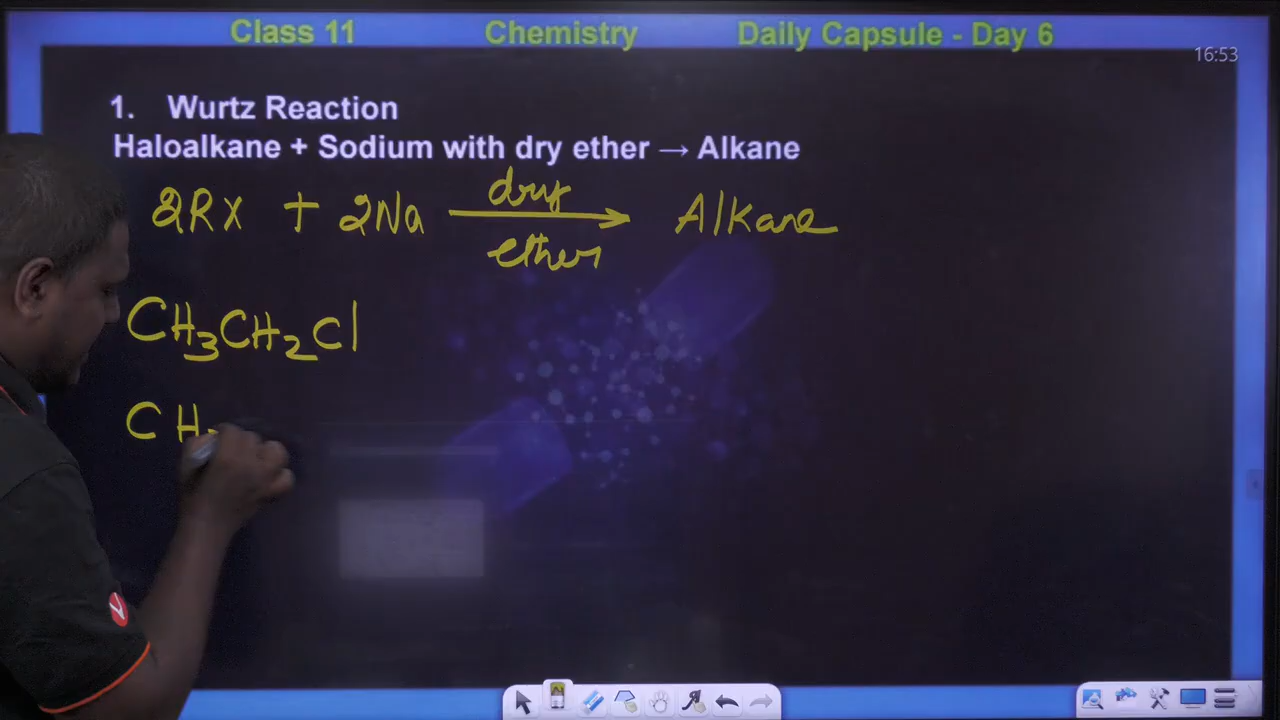 Class 11 Chemistry Daily Capsule - Day 6
16:53
1. Wurtz Reaction
Haloalkane + Sodium with dry ether → Alkane
2RX + 2Na dry ether → Alkane
CH3CH2Cl
CH